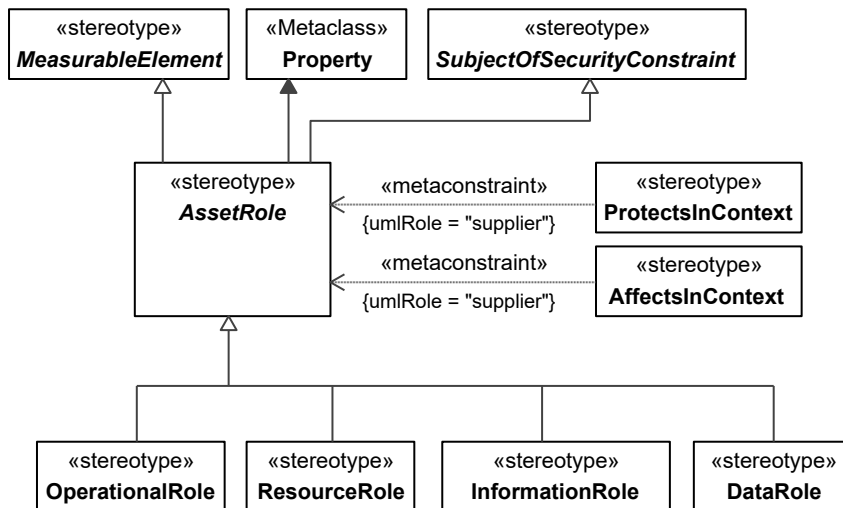 «stereotype»
MeasurableElement
«Metaclass»
Property
«stereotype»
SubjectOfSecurityConstraint
«stereotype»
AssetRole
«metaconstraint»
{umlRole = "supplier"}
«stereotype»
ProtectsInContext
«metaconstraint»
{umlRole = "supplier"}
«stereotype»
AffectsInContext
«stereotype»
OperationalRole
«stereotype»
ResourceRole
«stereotype»
InformationRole
«stereotype»
DataRole